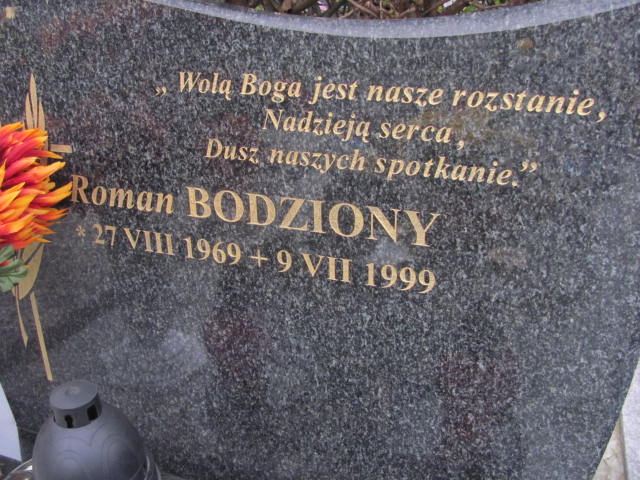 „ Wolą Boga jest nasze rozstanie,
Nadzieją serca,
Dusz naszych spotkanie.”
Roman BODZIONY
* 27 VIII 1969 + 9 VII 1999